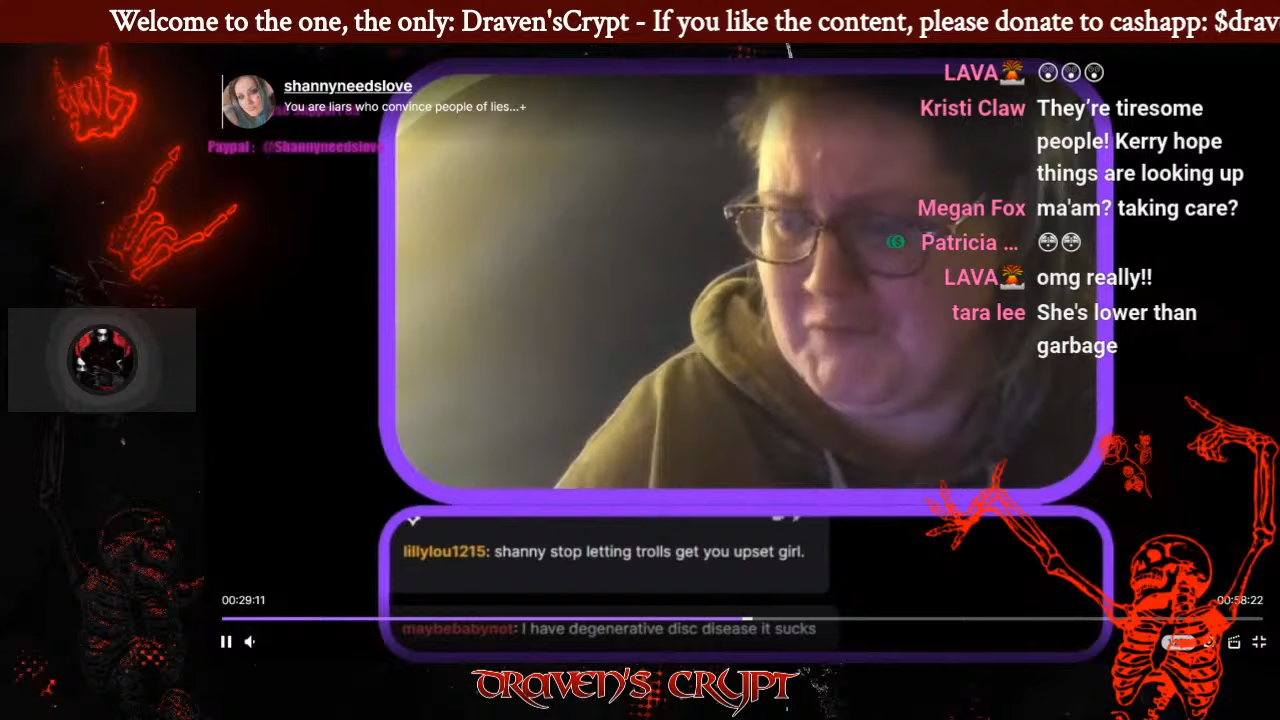 Welcome to the one, the only: Draven'sCrypt - If you like the content, please donate to cashapp: $drav
shannyneedslove
You are liars who convince people of lies...+
Paypal: @Shannyneedslove
LAVA🌋 😲😲😲
Kristi Claw They’re tiresome
people! Kerry hope
things are looking up
Megan Fox ma'am? taking care?
Patricia ... 😳😳
LAVA🌋 omg really!!
tara lee She's lower than
garbage
lillylou1215: shanny stop letting trolls get you upset girl.
00:29:11
00:58:22
maybebabynot: I have degenerative disc disease it sucks
DRAVEN'S CRYPT